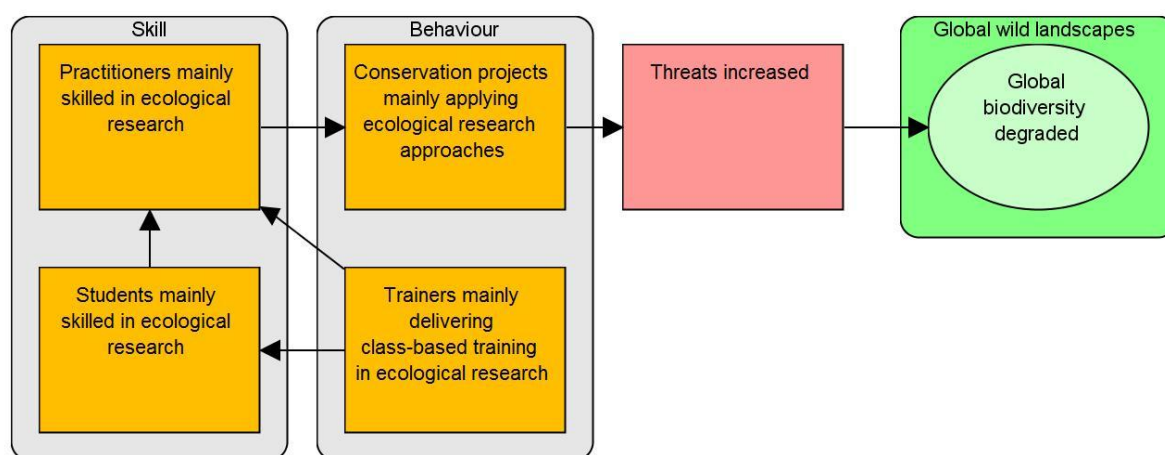 Skill
Practitioners mainly
skilled in ecological
research
Students mainly
skilled in ecological
research
Behaviour
Conservation projects
mainly applying
ecological research
approaches
Trainers mainly
delivering
class-based training
in ecological research
Threats increased
Global wild landscapes
Global
biodiversity
degraded